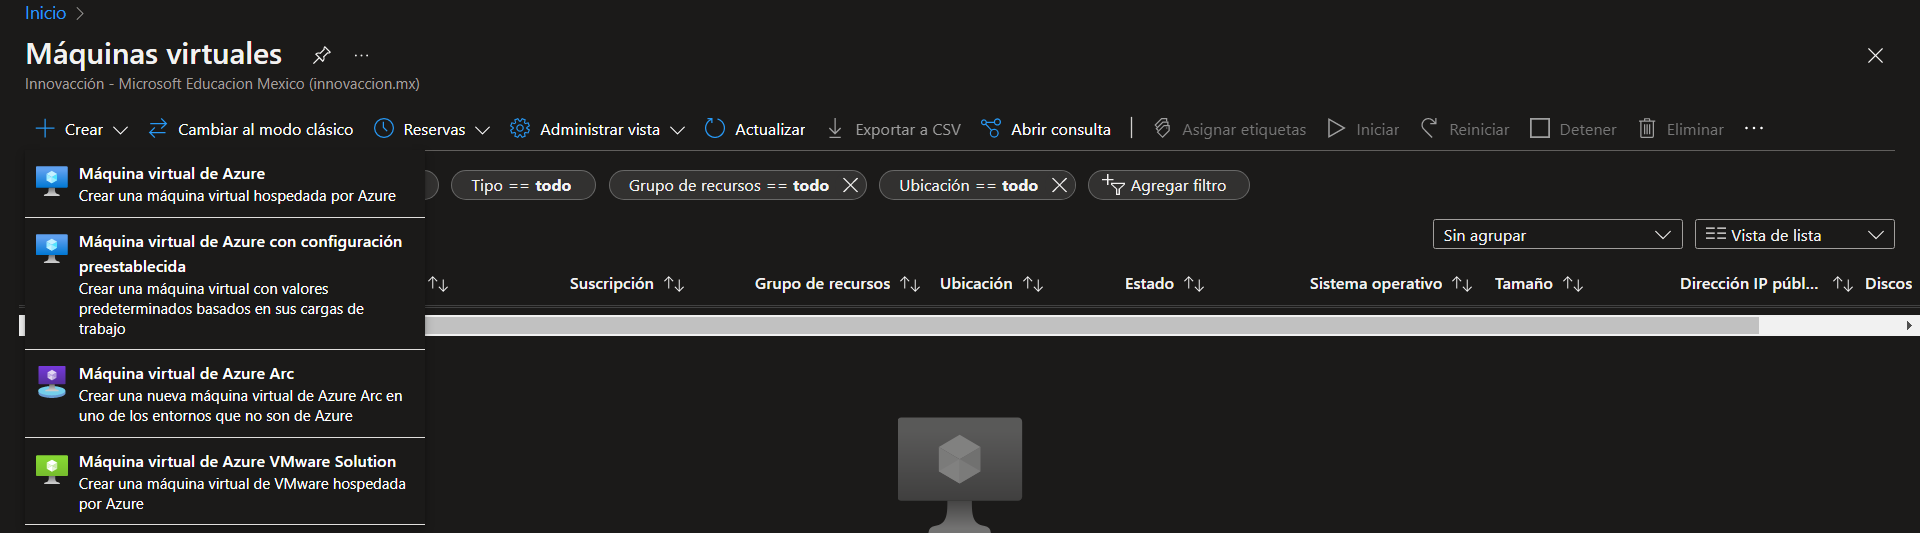 Inicio
Máquinas virtuales ...
Innovacción - Microsoft Educacion Mexico (innovaccion.mx)
Crear Cambiar al modo clásico Reservas Administrar vista Actualizar Exportar a CSV Abrir consulta Asignar etiquetas Iniciar Reiniciar Detener Eliminar ...
Máquina virtual de Azure
Crear una máquina virtual hospedada por Azure
Tipo == todo Grupo de recursos == todo Ubicación == todo Agregar filtro
Máquina virtual de Azure con configuración
preestablecida
Crear una máquina virtual con valores
predeterminados basados en sus cargas de
trabajo
Sin agrupar Vista de lista
Suscripción Grupo de recursos Ubicación Estado Sistema operativo Tamaño Dirección IP públ... Discos
Máquina virtual de Azure Arc
Crear una nueva máquina virtual de Azure Arc en
uno de los entornos que no son de Azure
Máquina virtual de Azure VMware Solution
Crear una máquina virtual de VMware hospedada
por Azure